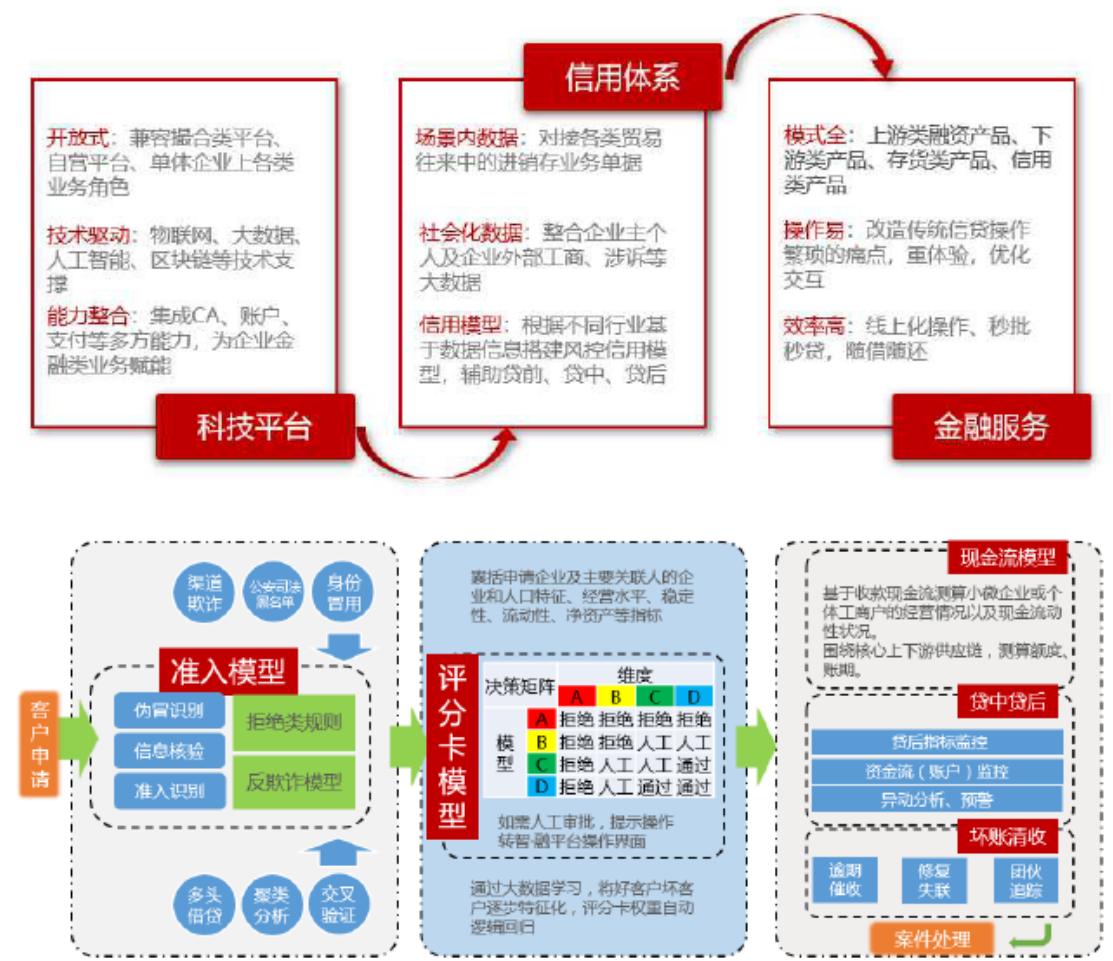 信用体系
开放式：兼容撮合类平台、
自营平台、单体企业上各类
业务角色
技术驱动：物联网、大数据、
人工智能、区块链等技术支
撑
能力整合：集成CA、账户、
支付等多方能力，为企业金
融类业务赋能
科技平台
场景内数据：对接各类贸易
往来中的进销存业务单据
社会化数据：整合企业主个
人及企业外部工商、涉诉等
大数据
信用模型：根据不同行业基
于数据信息搭建风控信用模
型，辅助贷前、贷中、贷后
模式全：上游类融资产品、下
游类产品、存货类产品、信用
类产品
操作易：改造传统信贷操作
繁琐的痛点，重体验，优化
交互
效率高：线上化操作、秒批
秒贷，随借随还
金融服务
客户申请
渠道
欺诈
公安司法
黑名单
身份
冒用
准入模型
伪冒识别
信息核验
准入识别
拒绝类规则
反欺诈模型
多头
借贷
聚类
分析
交叉
验证
囊括申请企业及主要关联人的企
业和人口特征、经营水平、稳定
性、流动性、净资产等指标
评分卡模型
决策矩阵 维度
A B C D
模型
A 拒绝 拒绝 拒绝 拒绝
B 拒绝 拒绝 人工 人工
C 拒绝 人工 人工 通过
D 拒绝 人工 通过 通过
如需人工审批，提示操作
转智·融平台操作界面
通过大数据学习，将好客户坏客
户逐步特征化，评分卡权重自动
逻辑回归
现金流模型
基于收款现金流测算小微企业或个
体工商户的经营情况以及现金流动
性状况。
围绕核心上下游供应链，测算额度、
账期。
贷中贷后
贷后指标监控
资金流（账户）监控
异动分析、预警
坏账清收
逾期
催收
修复
失联
团伙
追踪
案件处理